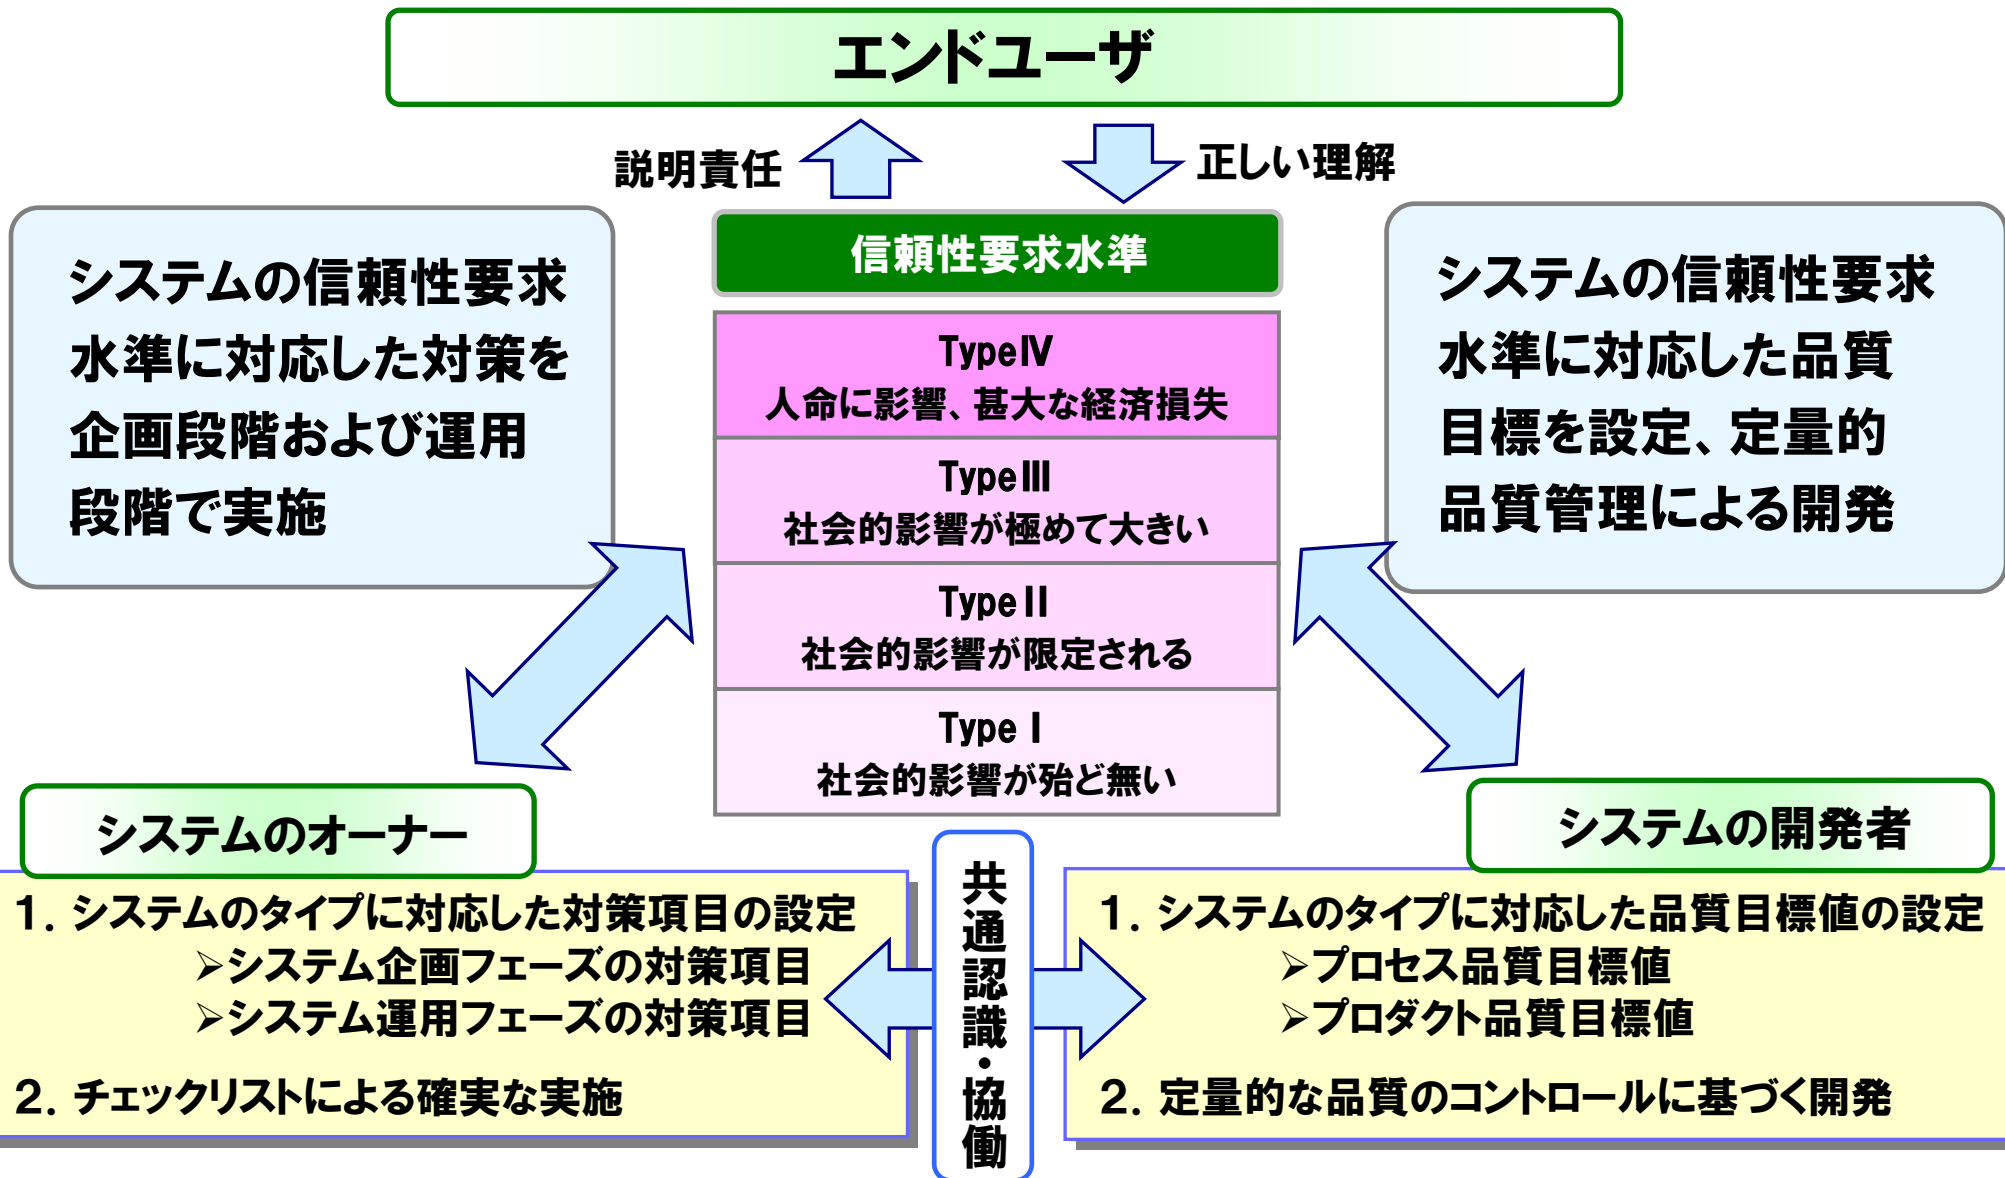 エンドユーザ
説明責任
正しい理解
システムの信頼性要求
水準に対応した対策を
企画段階および運用
段階で実施
信頼性要求水準
TypeⅣ
人命に影響、甚大な経済損失
TypeⅢ
社会的影響が極めて大きい
TypeⅡ
社会的影響が限定される
TypeⅠ
社会的影響が殆ど無い
システムの信頼性要求
水準に対応した品質
目標を設定、定量的
品質管理による開発
システムのオーナー
1. システムのタイプに対応した対策項目の設定
➢システム企画フェーズの対策項目
➢システム運用フェーズの対策項目
2. チェックリストによる確実な実施
共通認識・協働
システムの開発者
1. システムのタイプに対応した品質目標値の設定
➢プロセス品質目標値
➢プロダクト品質目標値
2. 定量的な品質のコントロールに基づく開発